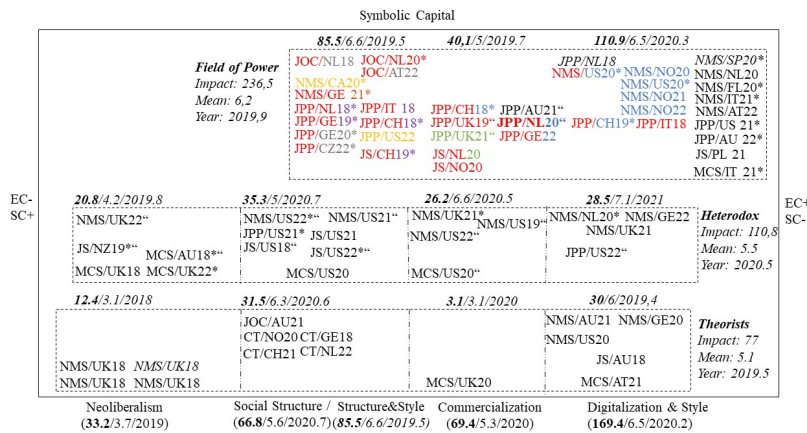 Symbolic Capital
85.5/6.6/2019.5 40,1/5/2019.7 110.9/6.5/2020.3
Field of Power
Impact: 236,5
Mean: 6,2
Year: 2019,9
JOC/NL18 JOC/NL20* JPP/NL18 NMS/SP20*
JOC/AT22 NMS/US20* NMS/NO20 NMS/NL20
NMS/CA20* NMS/US20* NMS/FL20*
NMS/GE 21* NMS/NO21 NMS/IT21*
JPP/NL18* JPP/IT 18 JPP/CH18* JPP/AU21“ NMS/NO22 NMS/AT22
JPP/GE19* JPP/CH18* JPP/UK19“ JPP/NL20“ JPP/CH19* JPP/IT18 JPP/US 21*
JPP/GE20* JPP/US22 JPP/UK21“ JPP/GE22 JPP/AU 22*
JPP/CZ22* JS/CH19* JS/NL20 JS/PL 21
JS/NO20 MCS/IT 21*
EC-
SC+
EC+
SC-
20.8/4.2/2019.8 35.3/5/2020.7 26.2/6.6/2020.5 28.5/7.1/2021
Heterodox
Impact: 110,8
Mean: 5.5
Year: 2020.5
NMS/UK22“ NMS/US22*“ NMS/US21“ NMS/UK21* NMS/US19“ NMS/NL20* NMS/GE22
JPP/US21* JS/US21 NMS/US22“ NMS/UK21
JS/NZ19*“ MCS/AU18*“ JS/US18“ JS/US22*“ JPP/US22“
MCS/UK18 MCS/UK22* MCS/US20 MCS/US20“
12.4/3.1/2018 31.5/6.3/2020.6 3.1/3.1/2020 30/6/2019,4
Theorists
Impact: 77
Mean: 5.1
Year: 2019.5
JOC/AU21 NMS/AU21 NMS/GE20
CT/NO20 CT/GE18 NMS/US20
CT/CH21 CT/NL22 JS/AU18
NMS/UK18 NMS/UK18
NMS/UK18 NMS/UK18 MCS/UK20 MCS/AT21
Neoliberalism Social Structure / Structure&Style Commercialization Digitalization & Style
(33.2/3.7/2019) (66.8/5.6/2020.7) (85.5/6.6/2019.5) (69.4/5.3/2020) (169.4/6.5/2020.2)